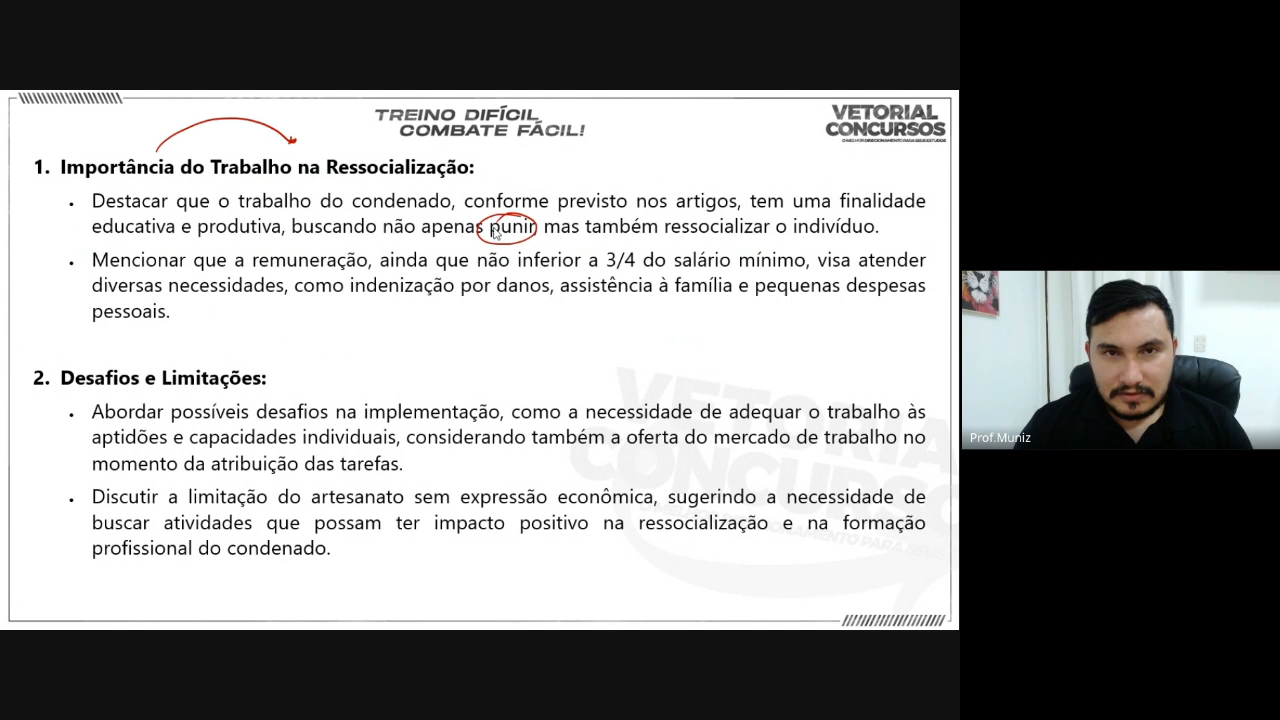 TREINO DIFÍCIL
COMBATE FÁCIL!
VETORIAL
CONCURSOS
O MELHOR DIRECIONAMENTO PARA SEUS ESTUDOS
1. Importância do Trabalho na Ressocialização:
• Destacar que o trabalho do condenado, conforme previsto nos artigos, tem uma finalidade
educativa e produtiva, buscando não apenas punir, mas também ressocializar o indivíduo.
• Mencionar que a remuneração, ainda que não inferior a 3/4 do salário mínimo, visa atender
diversas necessidades, como indenização por danos, assistência à família e pequenas despesas
pessoais.
2. Desafios e Limitações:
• Abordar possíveis desafios na implementação, como a necessidade de adequar o trabalho às
aptidões e capacidades individuais, considerando também a oferta do mercado de trabalho no
momento da atribuição das tarefas.
• Discutir a limitação do artesanato sem expressão econômica, sugerindo a necessidade de
buscar atividades que possam ter impacto positivo na ressocialização e na formação
profissional do condenado.
Prof.Muniz